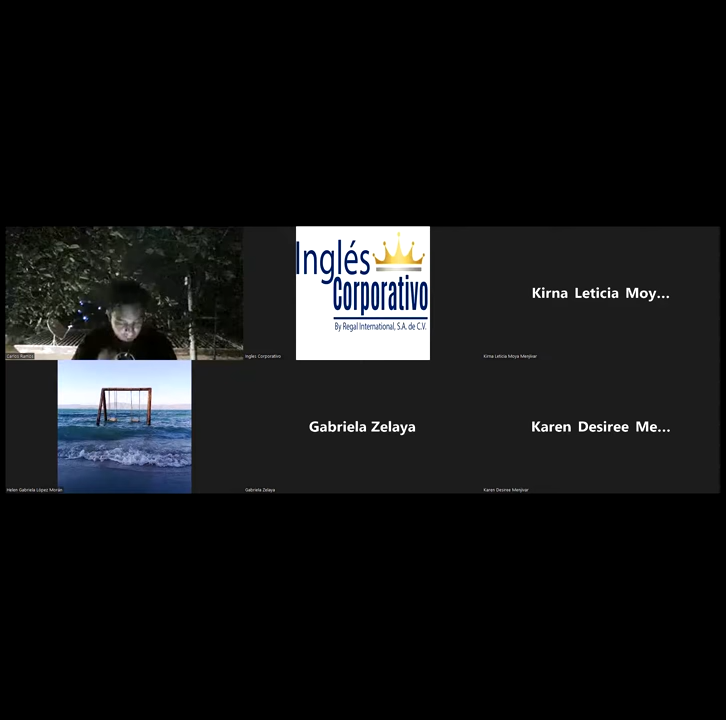 Inglés
Corporativo
By Regal International, S.A. de C.V.
Kirna Leticia Moy...
Carlos Ramos
Ingles Corporativo
Kirna Leticia Moya Menjivar
Gabriela Zelaya
Karen Desiree Me...
Helen Gabriela López Morán
Gabriela Zelaya
Karen Desiree Menjivar